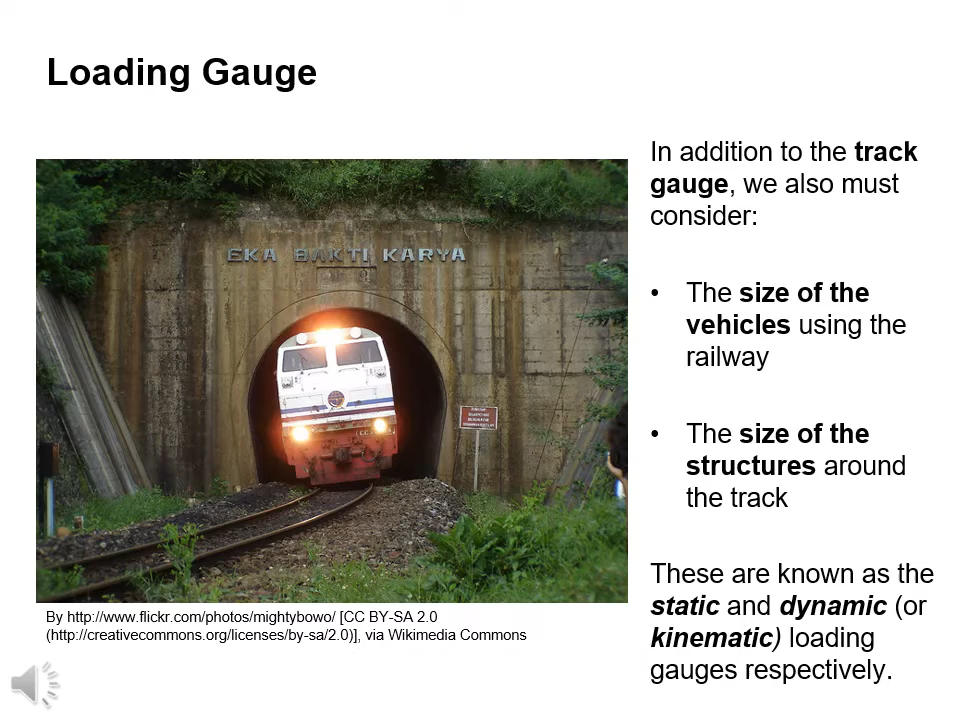 Loading Gauge
In addition to the track
gauge, we also must
consider:
EKA BAKTI KARYA
• The size of the
vehicles using the
railway
• The size of the
structures around
the track
These are known as the
static and dynamic (or
kinematic) loading
gauges respectively.
By http://www.flickr.com/photos/mightybowo/ [CC BY-SA 2.0
(http://creativecommons.org/licenses/by-sa/2.0)], via Wikimedia Commons